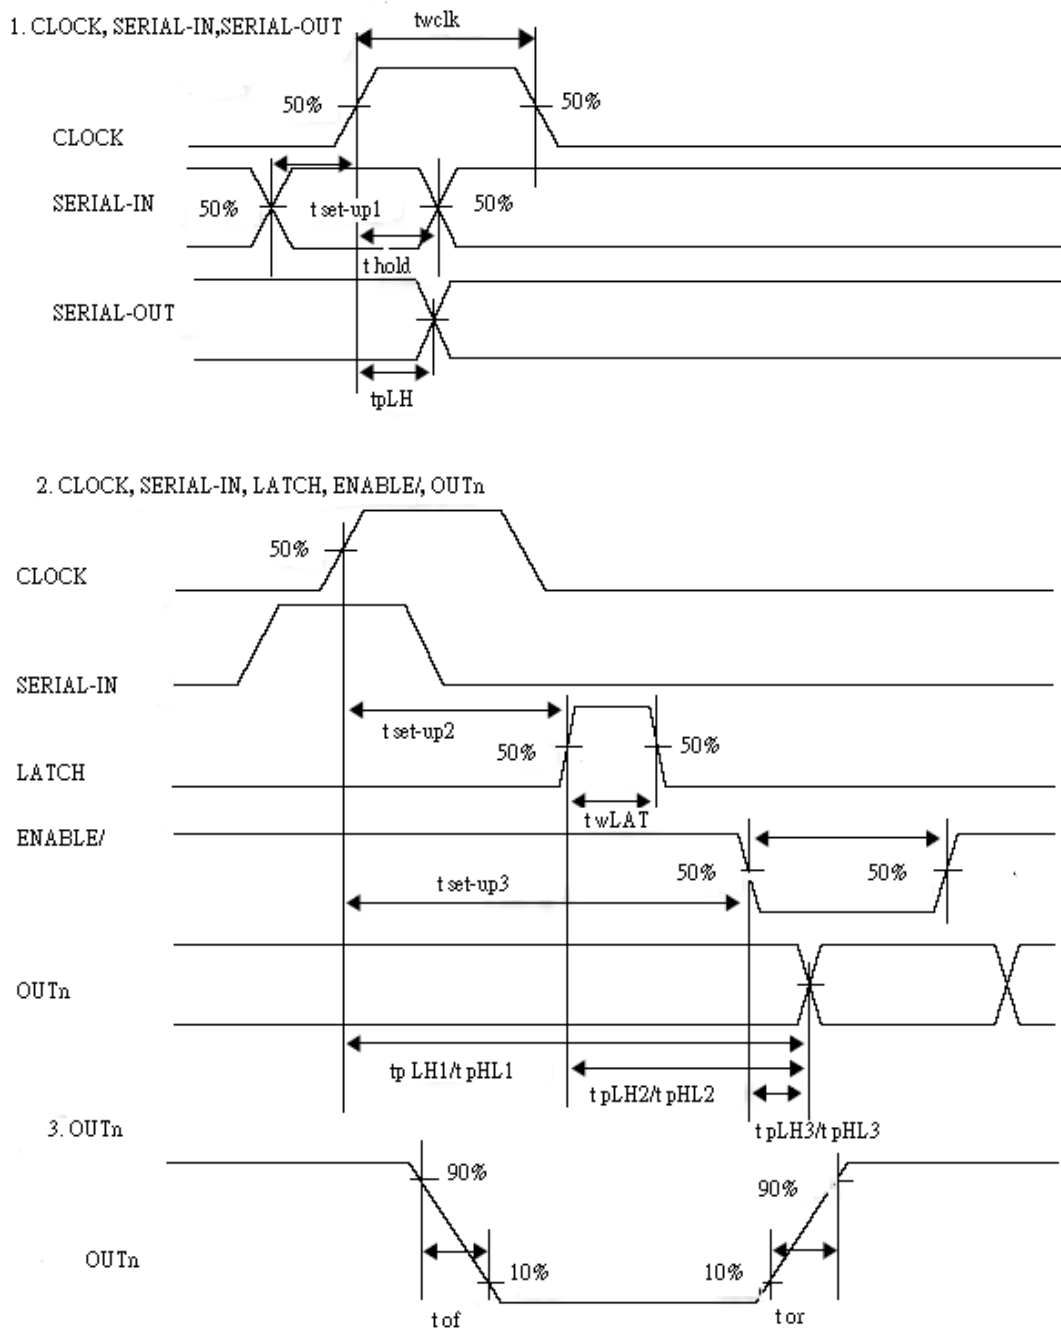 1. CLOCK, SERIAL-IN,SERIAL-OUT
twclk
50%
50%
CLOCK
SERIAL-IN
50%
t set-up1
50%
t hold
SERIAL-OUT
tpLH
2. CLOCK, SERIAL-IN, LATCH, ENABLE/, OUTn
50%
CLOCK
SERIAL-IN
t set-up2
50%
50%
LATCH
t wLAT
ENABLE/
50%
50%
t set-up3
OUTn
tp LH1/t pHL1
t pLH2/t pHL2
t pLH3/t pHL3
3. OUTn
90%
90%
OUTn
10%
10%
t of
t or